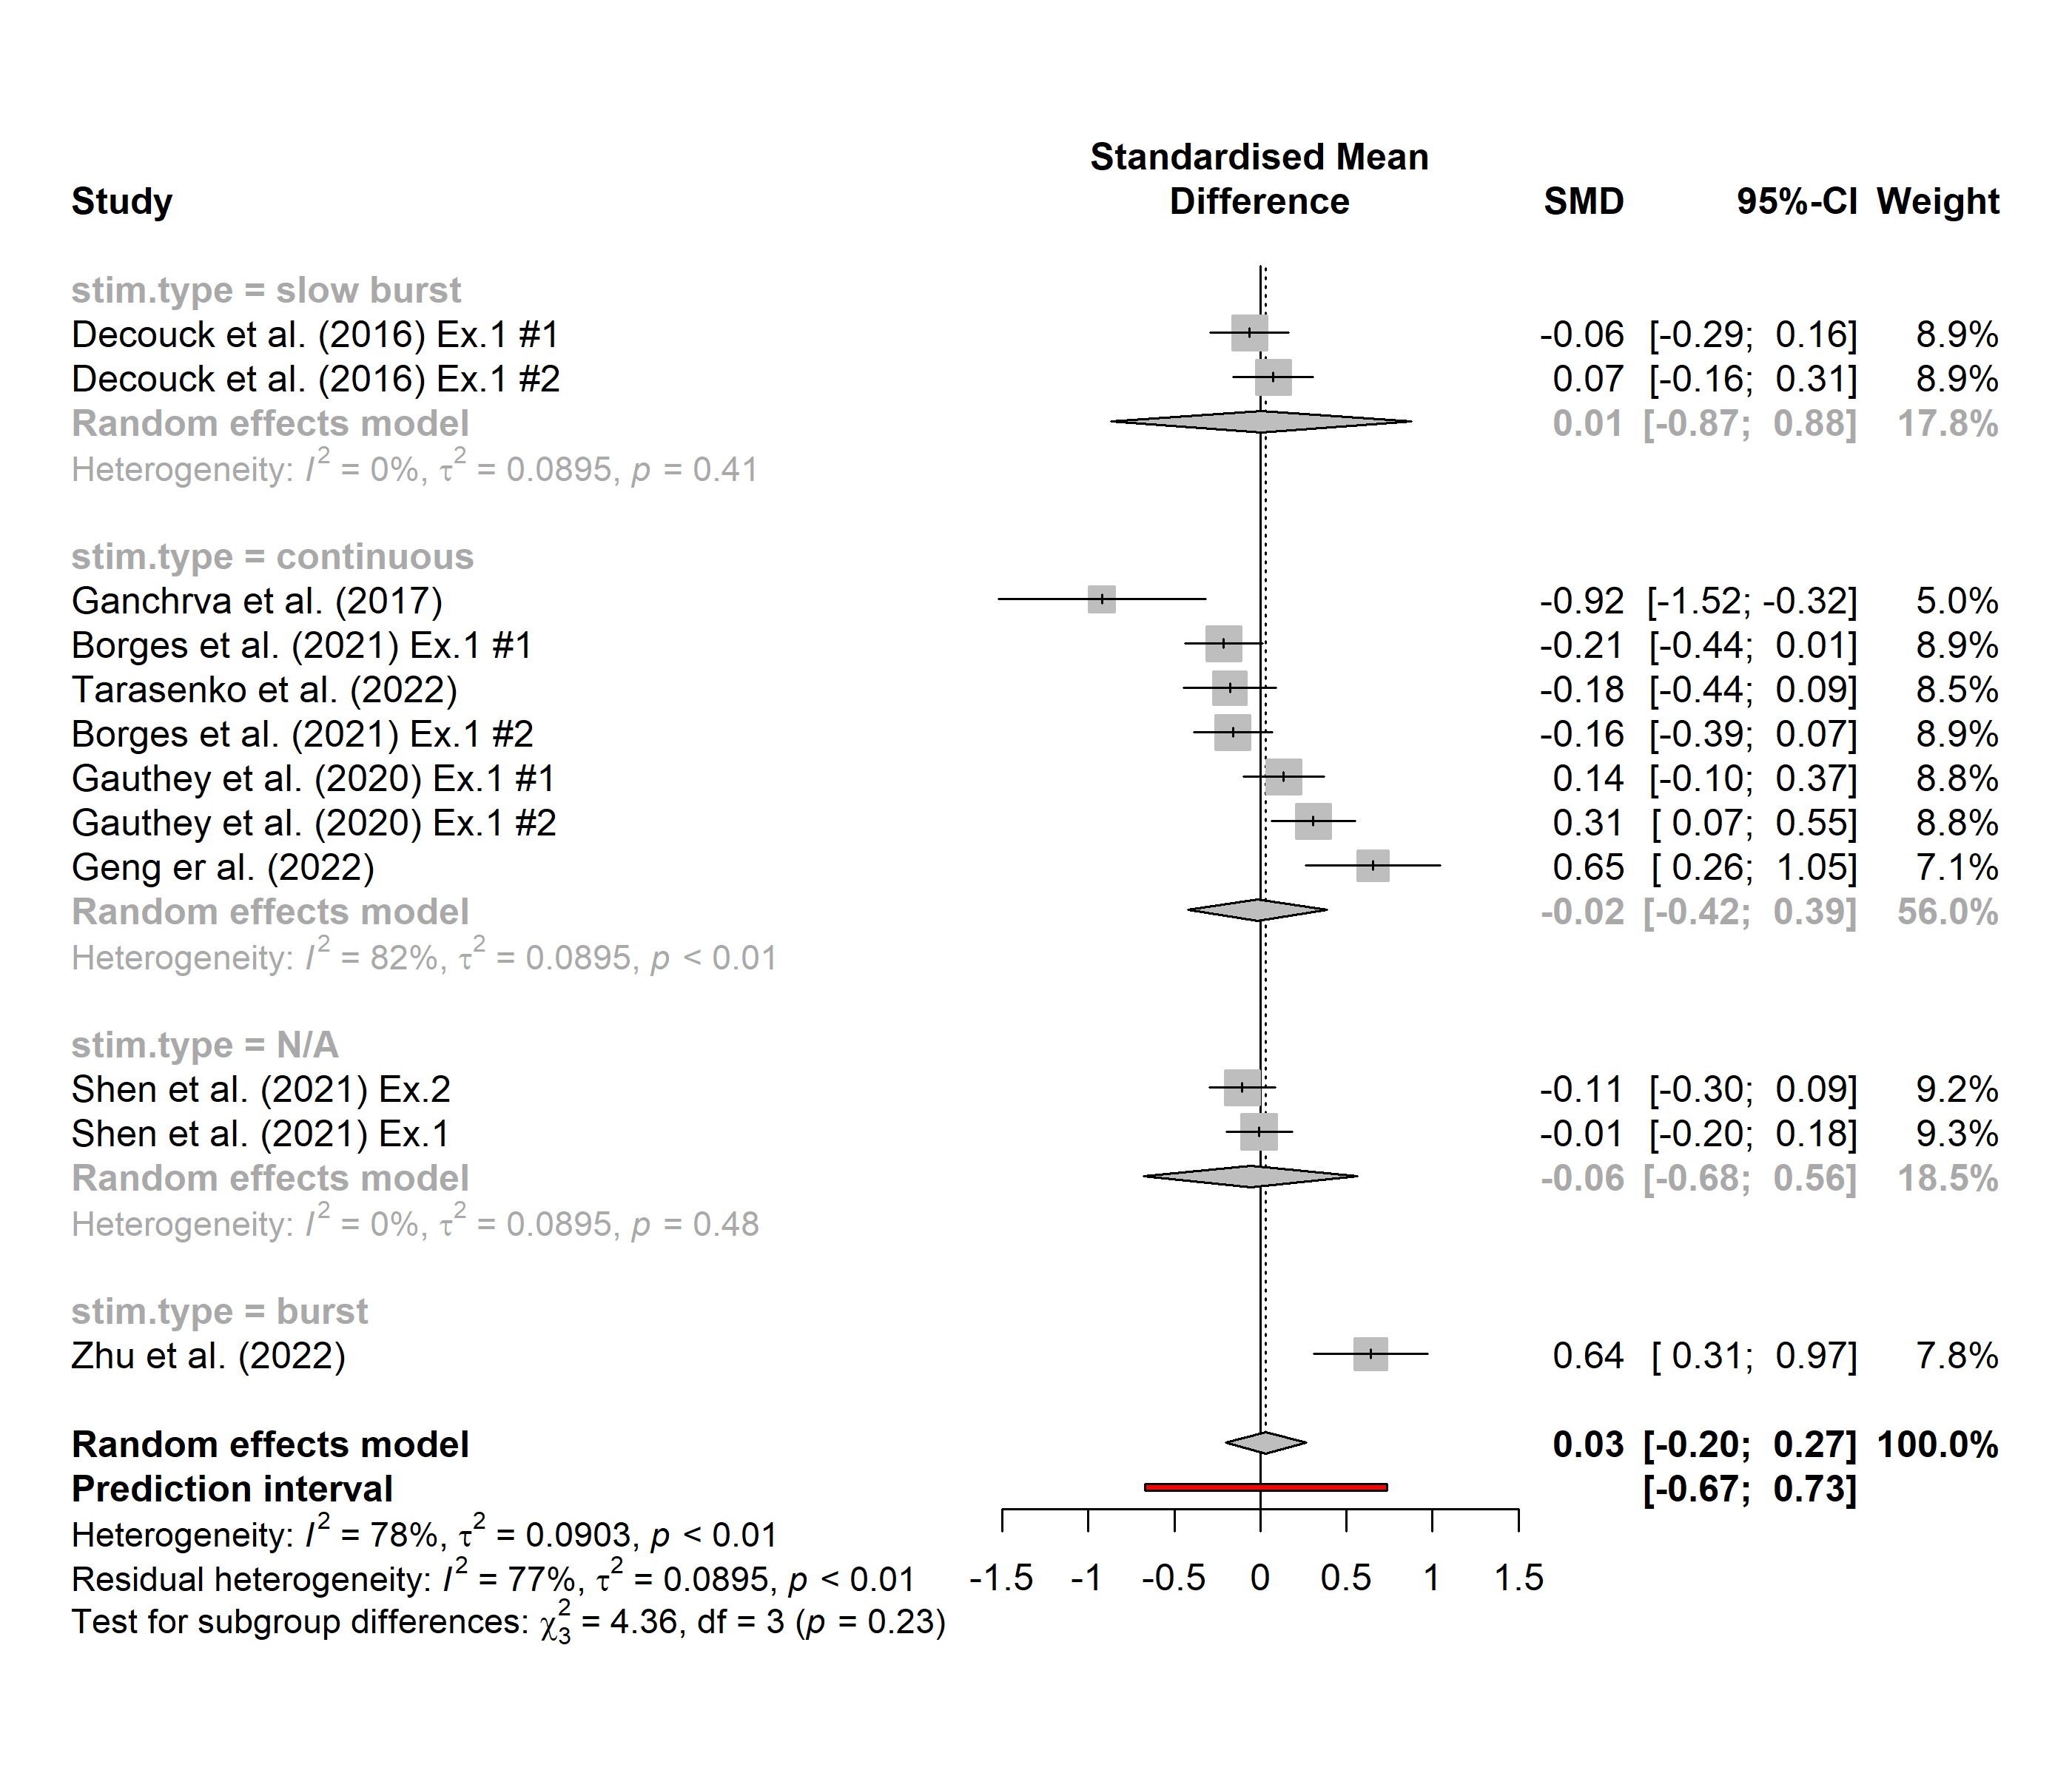 Standardised Mean
Study Difference SMD 95%-CI Weight
stim.type = slow burst
Decouck et al. (2016) Ex.1 #1 -0.06 [-0.29; 0.16] 8.9%
Decouck et al. (2016) Ex.1 #2 0.07 [-0.16; 0.31] 8.9%
Random effects model 0.01 [-0.87; 0.88] 17.8%
Heterogeneity: I² = 0%, τ² = 0.0895, p = 0.41
stim.type = continuous
Ganchrva et al. (2017) -0.92 [-1.52; -0.32] 5.0%
Borges et al. (2021) Ex.1 #1 -0.21 [-0.44; 0.01] 8.9%
Tarasenko et al. (2022) -0.18 [-0.44; 0.09] 8.5%
Borges et al. (2021) Ex.1 #2 -0.16 [-0.39; 0.07] 8.9%
Gauthey et al. (2020) Ex.1 #1 0.14 [-0.10; 0.37] 8.8%
Gauthey et al. (2020) Ex.1 #2 0.31 [ 0.07; 0.55] 8.8%
Geng er al. (2022) 0.65 [ 0.26; 1.05] 7.1%
Random effects model -0.02 [-0.42; 0.39] 56.0%
Heterogeneity: I² = 82%, τ² = 0.0895, p < 0.01
stim.type = N/A
Shen et al. (2021) Ex.2 -0.11 [-0.30; 0.09] 9.2%
Shen et al. (2021) Ex.1 -0.01 [-0.20; 0.18] 9.3%
Random effects model -0.06 [-0.68; 0.56] 18.5%
Heterogeneity: I² = 0%, τ² = 0.0895, p = 0.48
stim.type = burst
Zhu et al. (2022) 0.64 [ 0.31; 0.97] 7.8%
Random effects model 0.03 [-0.20; 0.27] 100.0%
Prediction interval [-0.67; 0.73]
Heterogeneity: I² = 78%, τ² = 0.0903, p < 0.01
Residual heterogeneity: I² = 77%, τ² = 0.0895, p < 0.01 -1.5 -1 -0.5 0 0.5 1 1.5
Test for subgroup differences: χ²₃ = 4.36, df = 3 (p = 0.23)